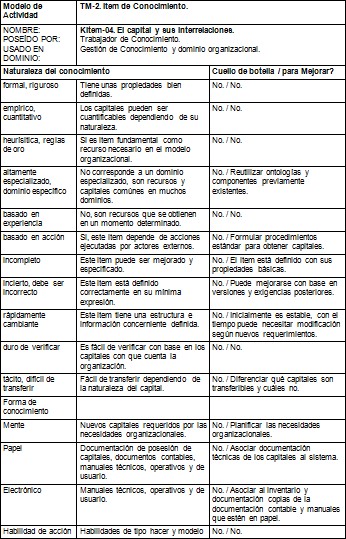 Modelo de
Actividad
TM-2. Item de Conocimiento.
NOMBRE:
POSEÍDO POR:
USADO EN
DOMINIO:
Kitem-04. El capital y sus interrelaciones.
Trabajador de Conocimiento.
Gestión de Conocimiento y dominio organizacional.
Naturaleza del conocimiento
Cuello de botella / para Mejorar?
formal, riguroso
Tiene unas propiedades bien
definidas.
No. / No.
empírico,
cuantitativo
Los capitales pueden ser
cuantificables dependiendo de su
naturaleza.
No. / No.
heurísitica, reglas
de oro
Si es item fundamental como
recurso necesario en el modelo
organizacional.
No. / No.
altamente
especializado,
dominio específico
No corresponde a un dominio
especializado, son recursos y
capitales comúnes en muchos
dominios.
No. / Reutilizar ontologías y
componentes previamente
existentes.
basado en
experiencia
No, son recursos que se obtienen
en un momento determinado.
No. / No.
basado en acción
Si, este item depende de acciones
ejecutadas por actores externos.
No. / Formular procedimientos
estándar para obtener capitales.
incompleto
Este item puede ser mejorado y
especificado.
No. / El item está definido con sus
propiedades básicas.
incierto, debe ser
incorrecto
Este item está definido
correctamente en su mínima
expresión.
No. / Puede mejorarse con base en
versiones y exigencias posteriores.
rápidamente
cambiante
Este item tiene una estructura e
información concerniente definida.
No. / Inicialmente es estable, con el
tiempo puede necesitar modificación
según nuevos requerimientos.
duro de verificar
Es fácil de verificar con base en los
capitales con que cuenta la
organización.
No. / No.
tácito, difícil de
transferir
Fácil de transferir dependiendo de
la naturaleza del capital.
No. / Diferenciar qué capitales son
transferibles y cuáles no.
Forma de
conocimiento
Mente
Nuevos capitales requeridos por las
necesidades organizacionales.
No. / Planificar las necesidades
organizacionales.
Papel
Documentación de posesión de
capitales, documentos contables,
manuales técnicos, operativos y de
usuario.
No. / Asociar documentación
técnicas de los capitales al sistema.
Electrónico
Manuales técnicos, operativos y de
usuario.
No. / Asociar al inventario y
documentación copias de la
documentación contable y manuales
que estén en papel.
Habilidad de acción
Habilidades de tipo hacer y modelo
No. / No.